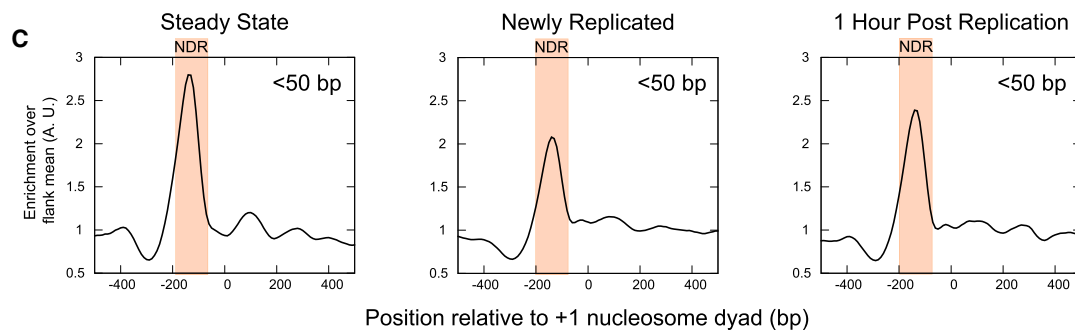 C
Steady State
Newly Replicated
1 Hour Post Replication
NDR
NDR
NDR
<50 bp
<50 bp
<50 bp
Enrichment over
flank mean (A. U.)
3
2.5
2
1.5
1
0.5
3
2.5
2
1.5
1
0.5
3
2.5
2
1.5
1
0.5
-400 -200 0 200 400
-400 -200 0 200 400
-400 -200 0 200 400
Position relative to +1 nucleosome dyad (bp)